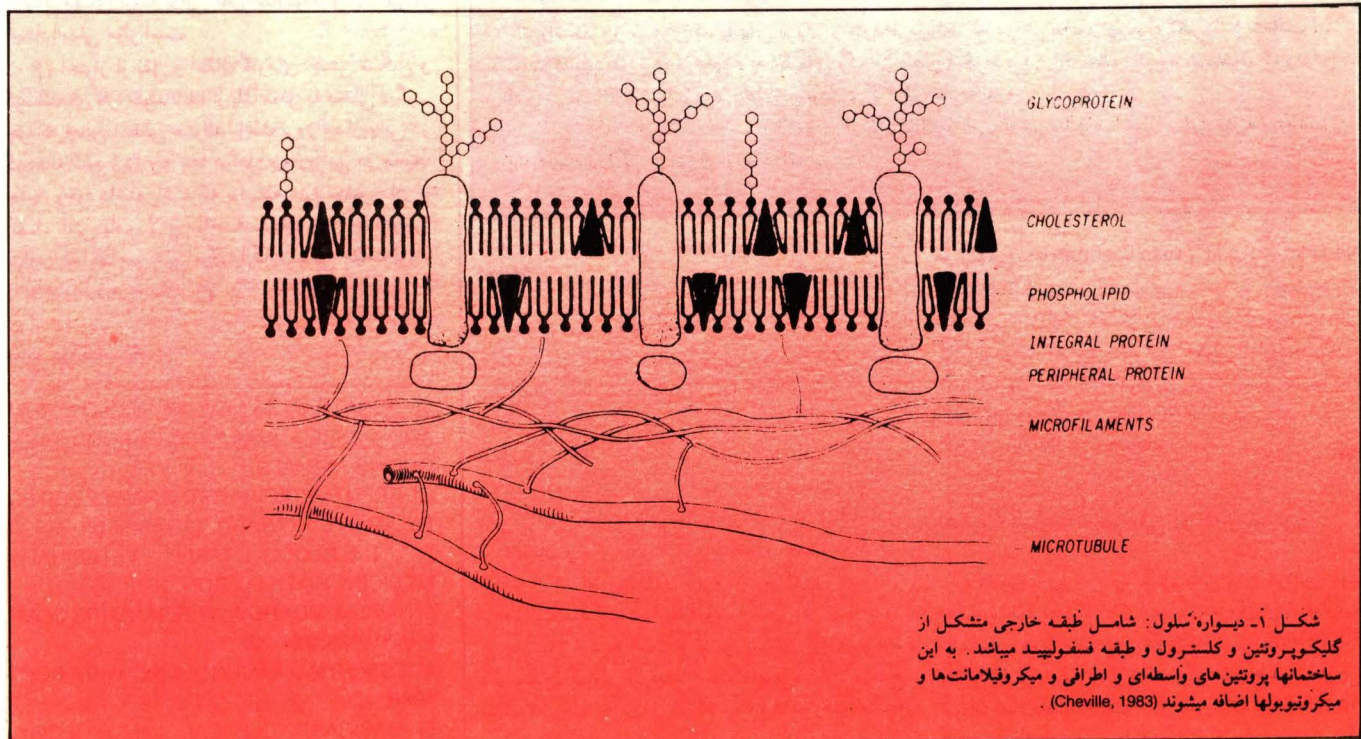 GLYCOPROTEIN
CHOLESTEROL
PHOSPHOLIPID
INTEGRAL PROTEIN
PERIPHERAL PROTEIN
MICROFILAMENTS
MICROTUBULE
شکل ۱ـ دیواره سلول: شامل طبقه خارجی متشکل از
گلیکوپروتئین و کلسترول و طبقه فسفولیپید میباشد. به این
ساختمانها پروتئین‌های واسطه‌ای و اطرافی و میکروفیلامانت‌ها و
میکروتیوبولها اضافه میشوند (Cheville, 1983).